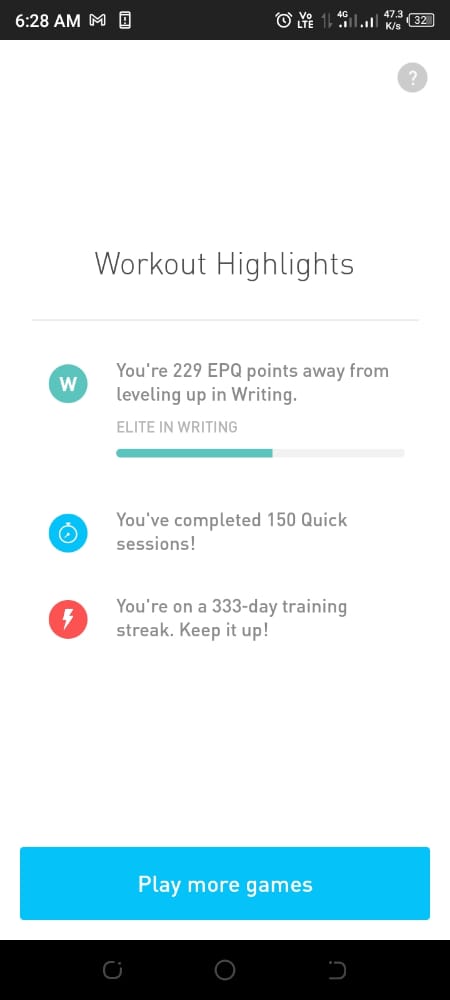 6:28 AM
Vo LTE 4G 47.3 K/s 32
?
Workout Highlights
W
You're 229 EPQ points away from
leveling up in Writing.
ELITE IN WRITING
You've completed 150 Quick
sessions!
You're on a 333-day training
streak. Keep it up!
Play more games